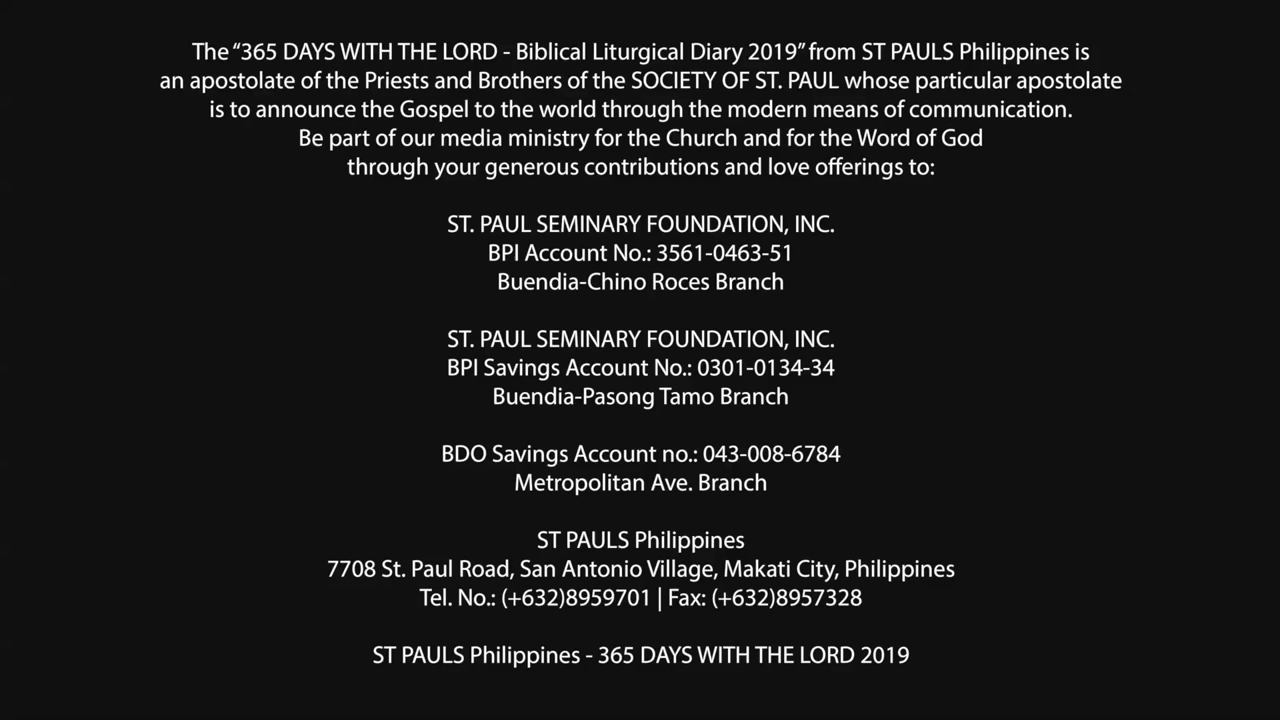 The “365 DAYS WITH THE LORD - Biblical Liturgical Diary 2019” from ST PAULS Philippines is
an apostolate of the Priests and Brothers of the SOCIETY OF ST. PAUL whose particular apostolate
is to announce the Gospel to the world through the modern means of communication.
Be part of our media ministry for the Church and for the Word of God
through your generous contributions and love offerings to:
ST. PAUL SEMINARY FOUNDATION, INC.
BPI Account No.: 3561-0463-51
Buendia-Chino Roces Branch
ST. PAUL SEMINARY FOUNDATION, INC.
BPI Savings Account No.: 0301-0134-34
Buendia-Pasong Tamo Branch
BDO Savings Account no.: 043-008-6784
Metropolitan Ave. Branch
ST PAULS Philippines
7708 St. Paul Road, San Antonio Village, Makati City, Philippines
Tel. No.: (+632)8959701 | Fax: (+632)8957328
ST PAULS Philippines - 365 DAYS WITH THE LORD 2019